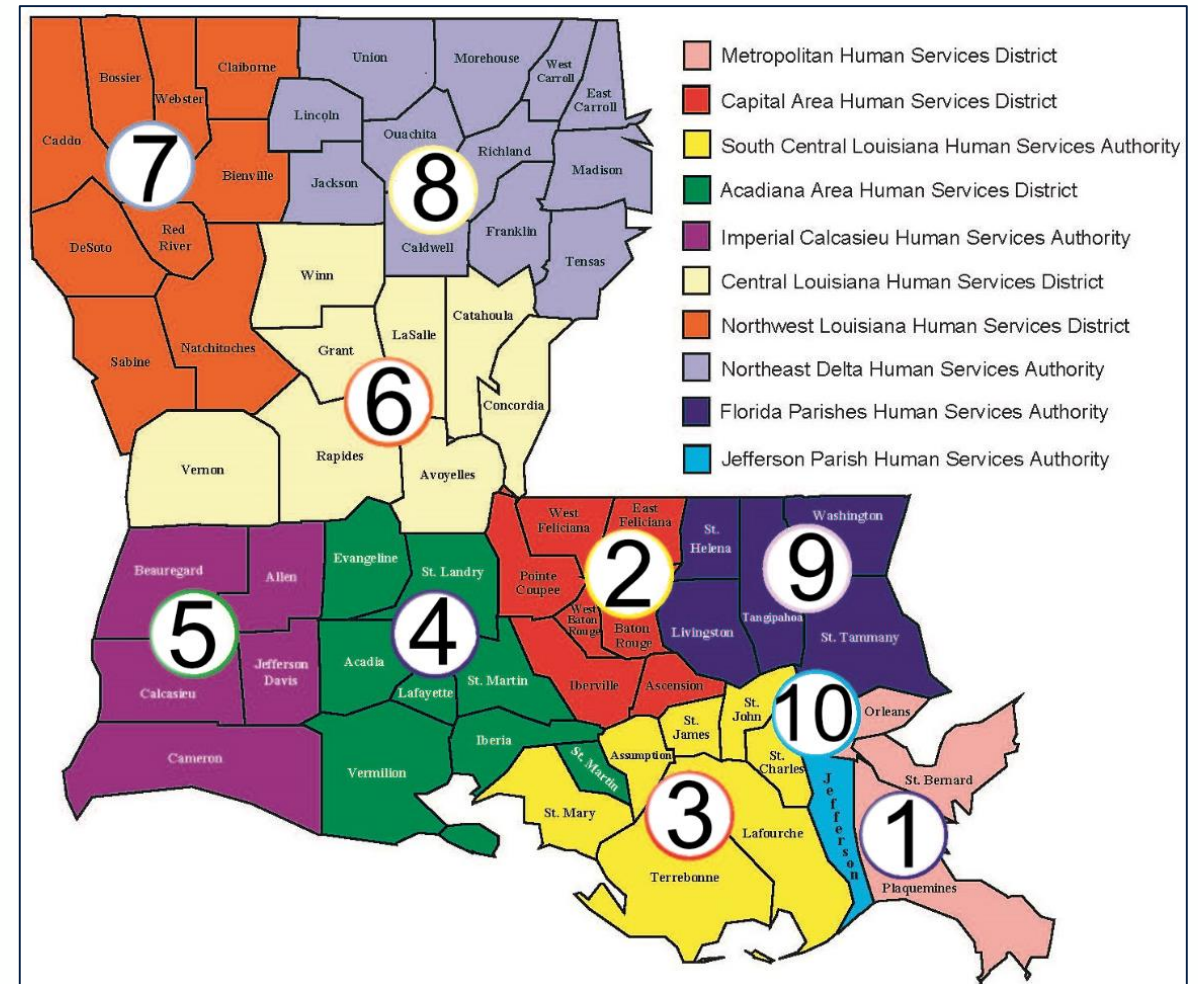 Metropolitan Human Services District
Capital Area Human Services District
South Central Louisiana Human Services Authority
Acadiana Area Human Services District
Imperial Calcasieu Human Services Authority
Central Louisiana Human Services District
Northwest Louisiana Human Services District
Northeast Delta Human Services Authority
Florida Parishes Human Services Authority
Jefferson Parish Human Services Authority
Caddo
Bossier
Webster
Claiborne
Bienville
7
DeSoto
Red
River
Sabine
Natchitoches
Union
Morehouse
West
Carroll
East
Carroll
Lincoln
Ouachita
Richland
Madison
Jackson
8
Caldwell
Franklin
Tensas
Winn
Grant
LaSalle
Catahoula
Concordia
6
Vernon
Rapides
Avoyelles
Beauregard
Allen
5
Calcasieu
Jefferson
Davis
Cameron
Evangeline
St. Landry
4
Acadia
Lafayette
St. Martin
Iberia
Vermilion
St. Martin
West
Feliciana
East
Feliciana
2
Pointe
Coupee
West
Baton
Rouge
Baton
Rouge
Iberville
Ascension
St.
Helena
Washington
9
Livingston
Tangipahoa
St. Tammany
St.
James
St.
John
St.
Charles
Assumption
St. Mary
3
Lafourche
Terrebonne
10
Jefferson
Orleans
St. Bernard
1
Plaquemines